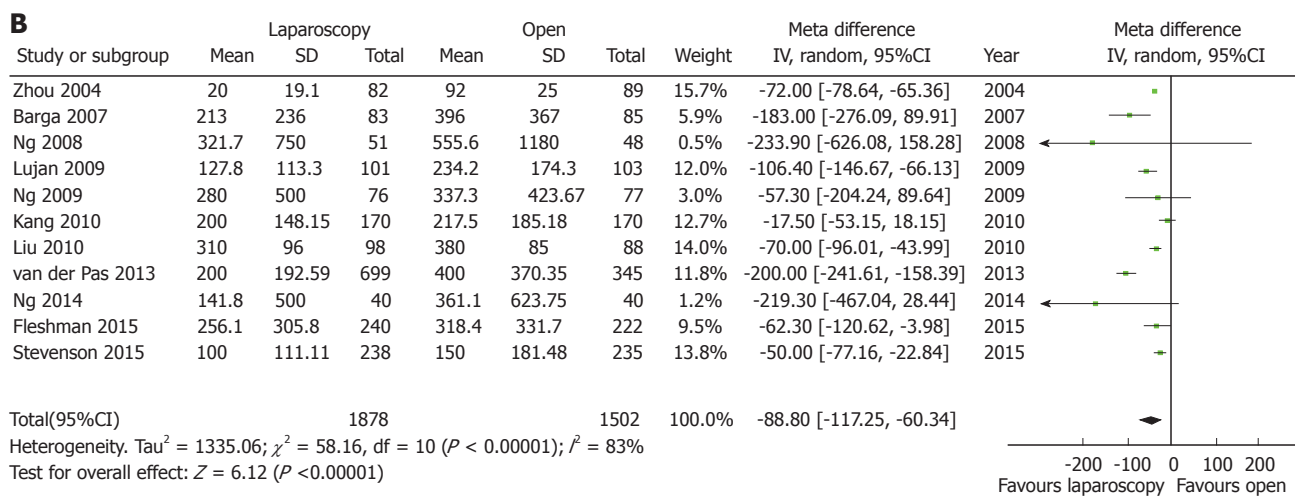 B
Laparoscopy Open Meta difference Meta difference
Study or subgroup Mean SD Total Mean SD Total Weight IV, random, 95%CI Year IV, random, 95%CI
Zhou 2004 20 19.1 82 92 25 89 15.7% -72.00 [-78.64, -65.36] 2004
Barga 2007 213 236 83 396 367 85 5.9% -183.00 [-276.09, 89.91] 2007
Ng 2008 321.7 750 51 555.6 1180 48 0.5% -233.90 [-626.08, 158.28] 2008
Lujan 2009 127.8 113.3 101 234.2 174.3 103 12.0% -106.40 [-146.67, -66.13] 2009
Ng 2009 280 500 76 337.3 423.67 77 3.0% -57.30 [-204.24, 89.64] 2009
Kang 2010 200 148.15 170 217.5 185.18 170 12.7% -17.50 [-53.15, 18.15] 2010
Liu 2010 310 96 98 380 85 88 14.0% -70.00 [-96.01, -43.99] 2010
van der Pas 2013 200 192.59 699 400 370.35 345 11.8% -200.00 [-241.61, -158.39] 2013
Ng 2014 141.8 500 40 361.1 623.75 40 1.2% -219.30 [-467.04, 28.44] 2014
Fleshman 2015 256.1 305.8 240 318.4 331.7 222 9.5% -62.30 [-120.62, -3.98] 2015
Stevenson 2015 100 111.11 238 150 181.48 235 13.8% -50.00 [-77.16, -22.84] 2015
Total(95%CI) 1878 1502 100.0% -88.80 [-117.25, -60.34]
Heterogeneity. Tau² = 1335.06; χ² = 58.16, df = 10 (P < 0.00001); I² = 83%
Test for overall effect: Z = 6.12 (P <0.00001)
-200 -100 0 100 200
Favours laparoscopy Favours open